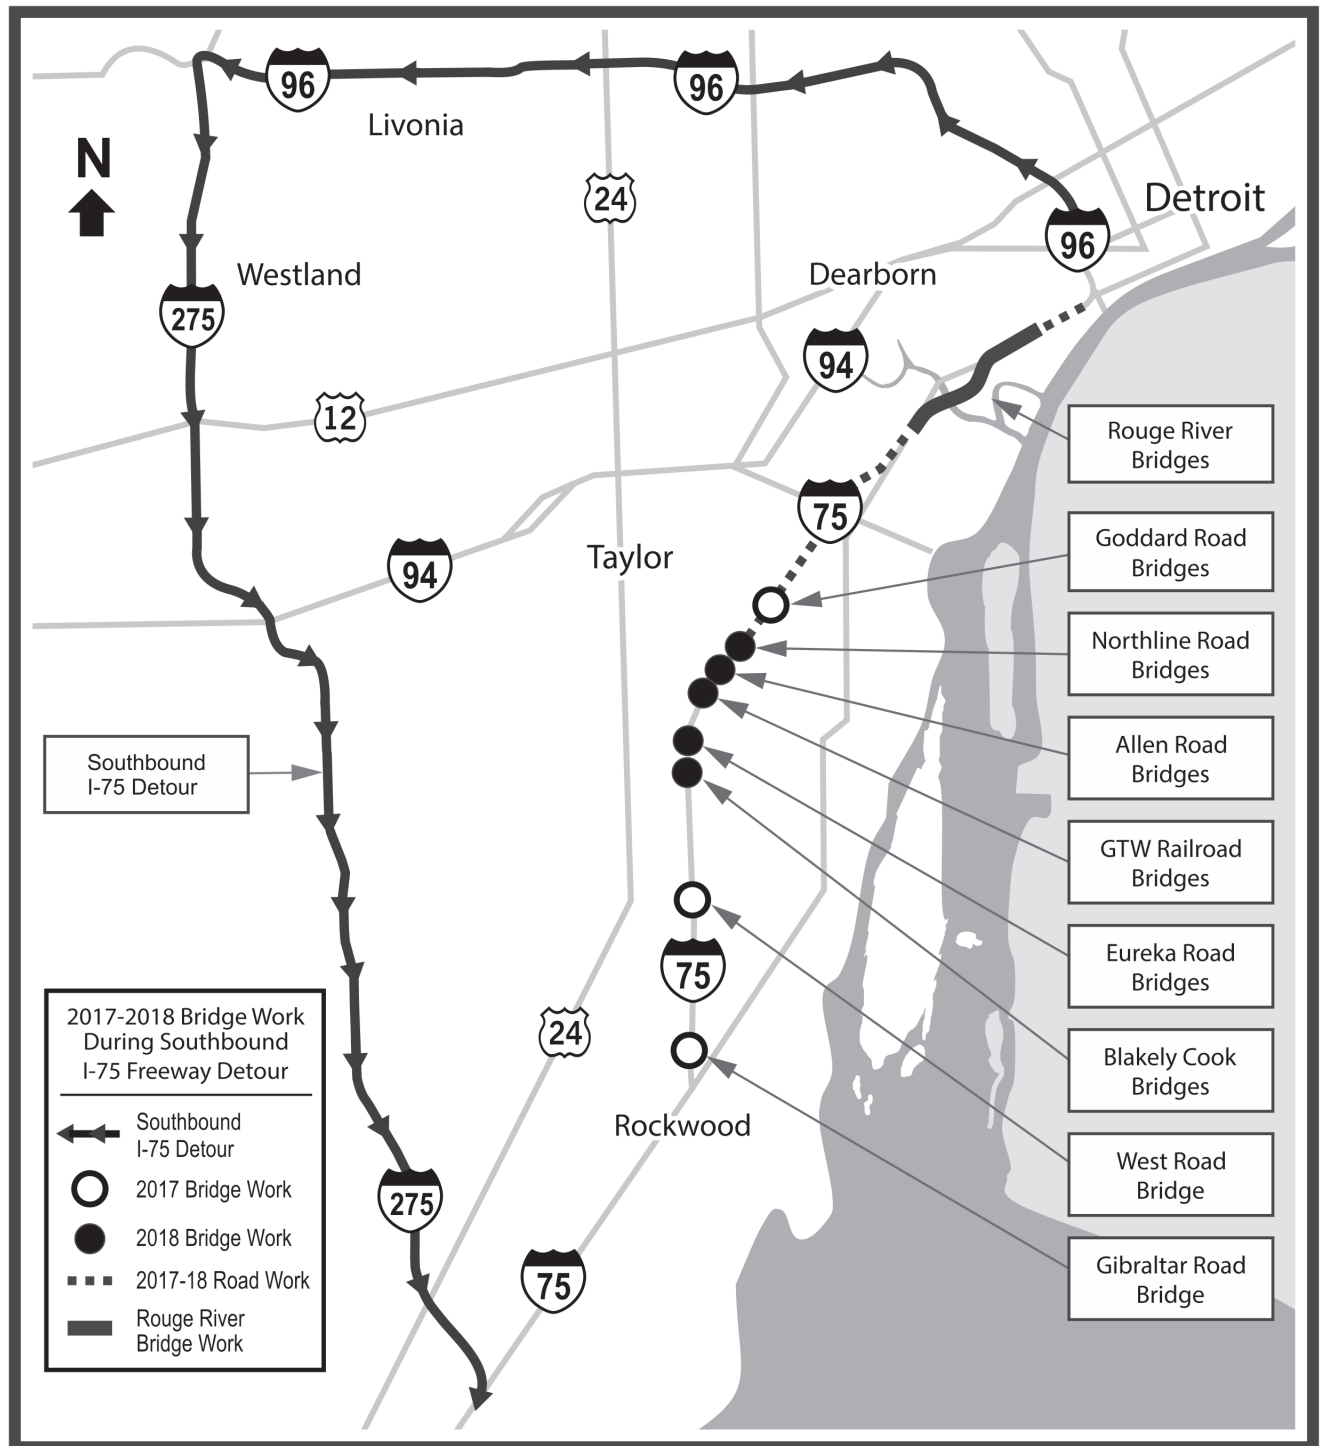 96
96
Livonia
N
24
Detroit
96
Westland
Dearborn
275
94
12
Rouge River
Bridges
75
Goddard Road
Bridges
Taylor
94
Northline Road
Bridges
Allen Road
Bridges
Southbound
I-75 Detour
GTW Railroad
Bridges
Eureka Road
Bridges
75
24
Blakely Cook
Bridges
Rockwood
West Road
Bridge
275
75
Gibraltar Road
Bridge
2017-2018 Bridge Work
During Southbound
I-75 Freeway Detour
Southbound
I-75 Detour
2017 Bridge Work
2018 Bridge Work
2017-18 Road Work
Rouge River
Bridge Work